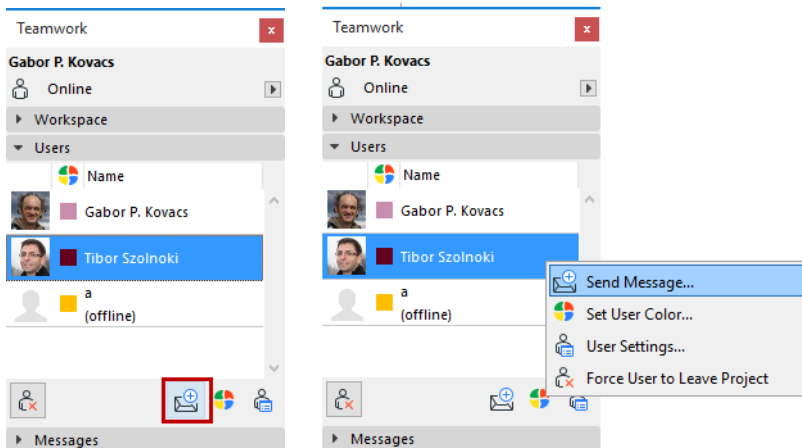 Teamwork
x
Gabor P. Kovacs
Online
Workspace
Users
Name
Gabor P. Kovacs
Tibor Szolnoki
a
(offline)
Messages
Teamwork
x
Gabor P. Kovacs
Online
Workspace
Users
Name
Gabor P. Kovacs
Tibor Szolnoki
a
(offline)
Send Message...
Set User Color...
User Settings...
Force User to Leave Project
Messages